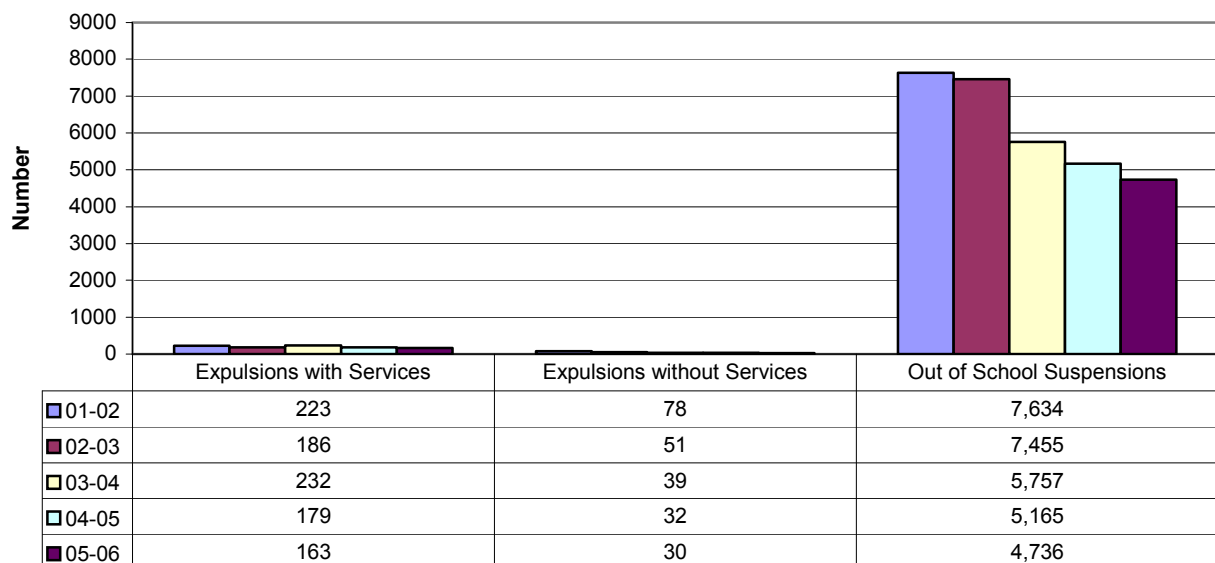 9000
8000
7000
6000
5000
4000
3000
2000
1000
0
Number
Expulsions with Services Expulsions without Services Out of School Suspensions
01-02 223 78 7,634
02-03 186 51 7,455
03-04 232 39 5,757
04-05 179 32 5,165
05-06 163 30 4,736